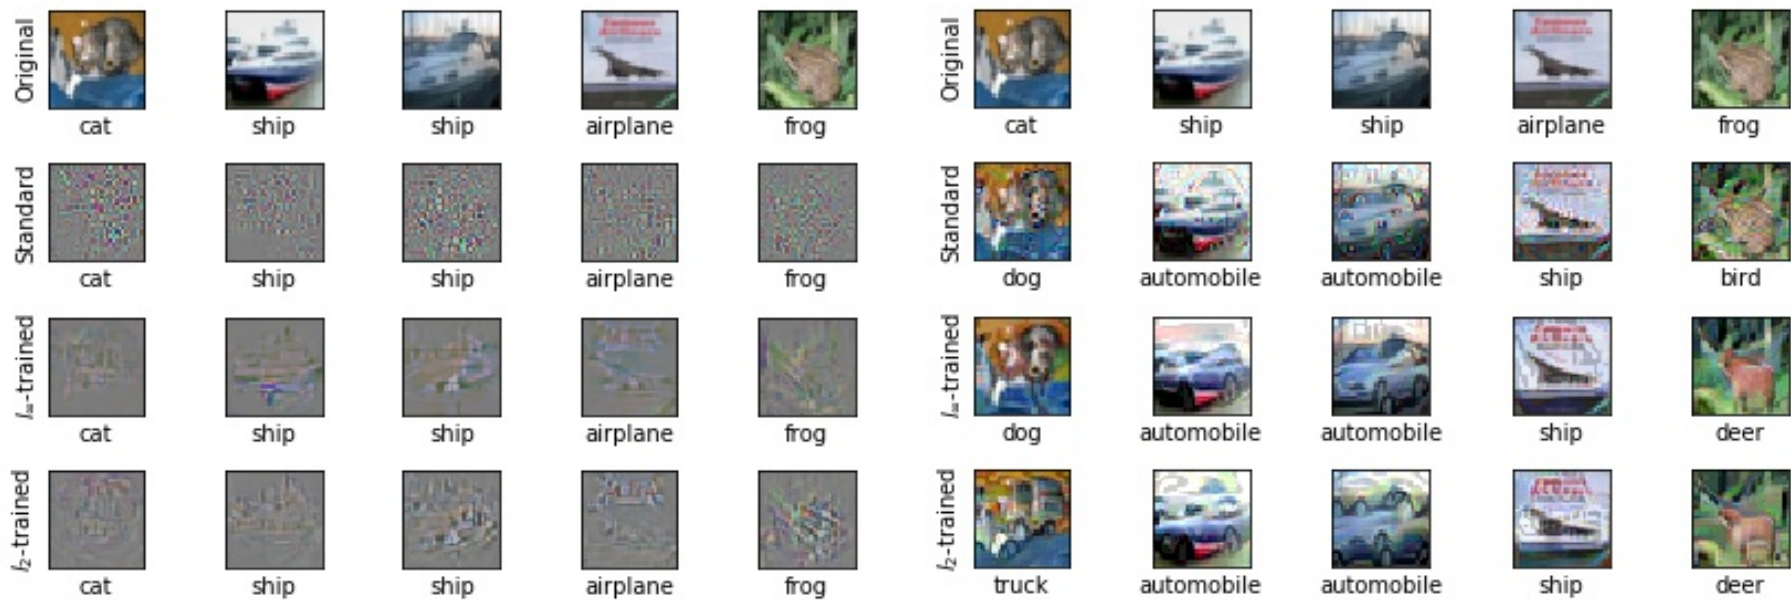 Original
cat ship ship airplane frog
Standard
cat ship ship airplane frog
l∞-trained
cat ship ship airplane frog
l2-trained
cat ship ship airplane frog
Original
cat ship ship airplane frog
Standard
dog automobile automobile ship bird
l∞-trained
dog automobile automobile ship deer
l2-trained
truck automobile automobile ship deer